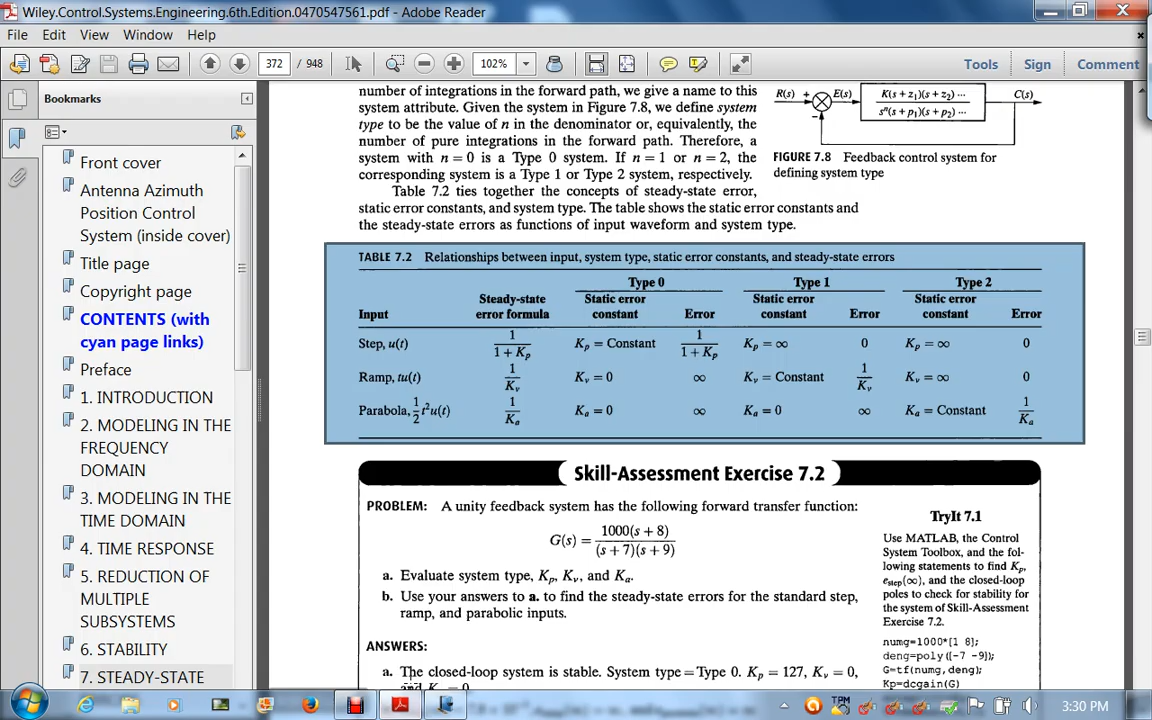 Wiley.Control.Systems.Engineering.6th.Edition.0470547561.pdf - Adobe Reader
File Edit View Window Help
372 / 948 102% Tools Sign Comment
Bookmarks
Front cover
Antenna Azimuth
Position Control
System (inside cover)
Title page
Copyright page
CONTENTS (with
cyan page links)
Preface
1. INTRODUCTION
2. MODELING IN THE
FREQUENCY
DOMAIN
3. MODELING IN THE
TIME DOMAIN
4. TIME RESPONSE
5. REDUCTION OF
MULTIPLE
SUBSYSTEMS
6. STABILITY
7. STEADY-STATE
number of integrations in the forward path, we give a name to this
system attribute. Given the system in Figure 7.8, we define system
type to be the value of n in the denominator or, equivalently, the
number of pure integrations in the forward path. Therefore, a
system with n = 0 is a Type 0 system. If n = 1 or n = 2, the
corresponding system is a Type 1 or Type 2 system, respectively.
Table 7.2 ties together the concepts of steady-state error,
static error constants, and system type. The table shows the static error constants and
the steady-state errors as functions of input waveform and system type.
R(s) + E(s) K(s + z1)(s + z2) ··· C(s)
− s^n(s + p1)(s + p2) ···
FIGURE 7.8 Feedback control system for
defining system type
TABLE 7.2 Relationships between input, system type, static error constants, and steady-state errors
Type 0 Type 1 Type 2
Steady-state Static error Static error Static error
Input error formula constant Error constant Error constant Error
Step, u(t) 1/(1 + Kp) Kp = Constant 1/(1 + Kp) Kp = ∞ 0 Kp = ∞ 0
Ramp, tu(t) 1/Kv Kv = 0 ∞ Kv = Constant 1/Kv Kv = ∞ 0
Parabola, 1/2 t²u(t) 1/Ka Ka = 0 ∞ Ka = 0 ∞ Ka = Constant 1/Ka
Skill-Assessment Exercise 7.2
PROBLEM: A unity feedback system has the following forward transfer function:
G(s) = 1000(s + 8)/((s + 7)(s + 9))
a. Evaluate system type, Kp, Kv, and Ka.
b. Use your answers to a. to find the steady-state errors for the standard step,
ramp, and parabolic inputs.
ANSWERS:
a. The closed-loop system is stable. System type = Type 0. Kp = 127, Kv = 0,
TryIt 7.1
Use MATLAB, the Control
System Toolbox, and the fol-
lowing statements to find Kp,
estep(∞), and the closed-loop
poles to check for stability for
the system of Skill-Assessment
Exercise 7.2.
numg=1000*[1 8];
deng=poly([-7 -9]);
G=tf(numg,deng);
Kp=dcgain(G)
3:30 PM